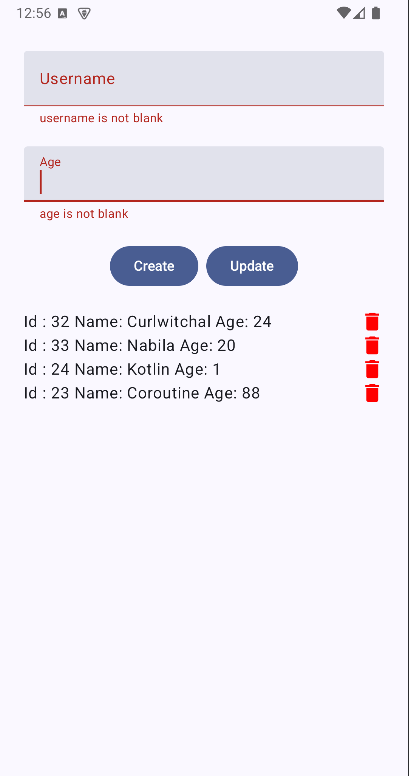 12:56
Username
username is not blank
Age
age is not blank
Create Update
Id : 32 Name: Curlwitchal Age: 24
Id : 33 Name: Nabila Age: 20
Id : 24 Name: Kotlin Age: 1
Id : 23 Name: Coroutine Age: 88